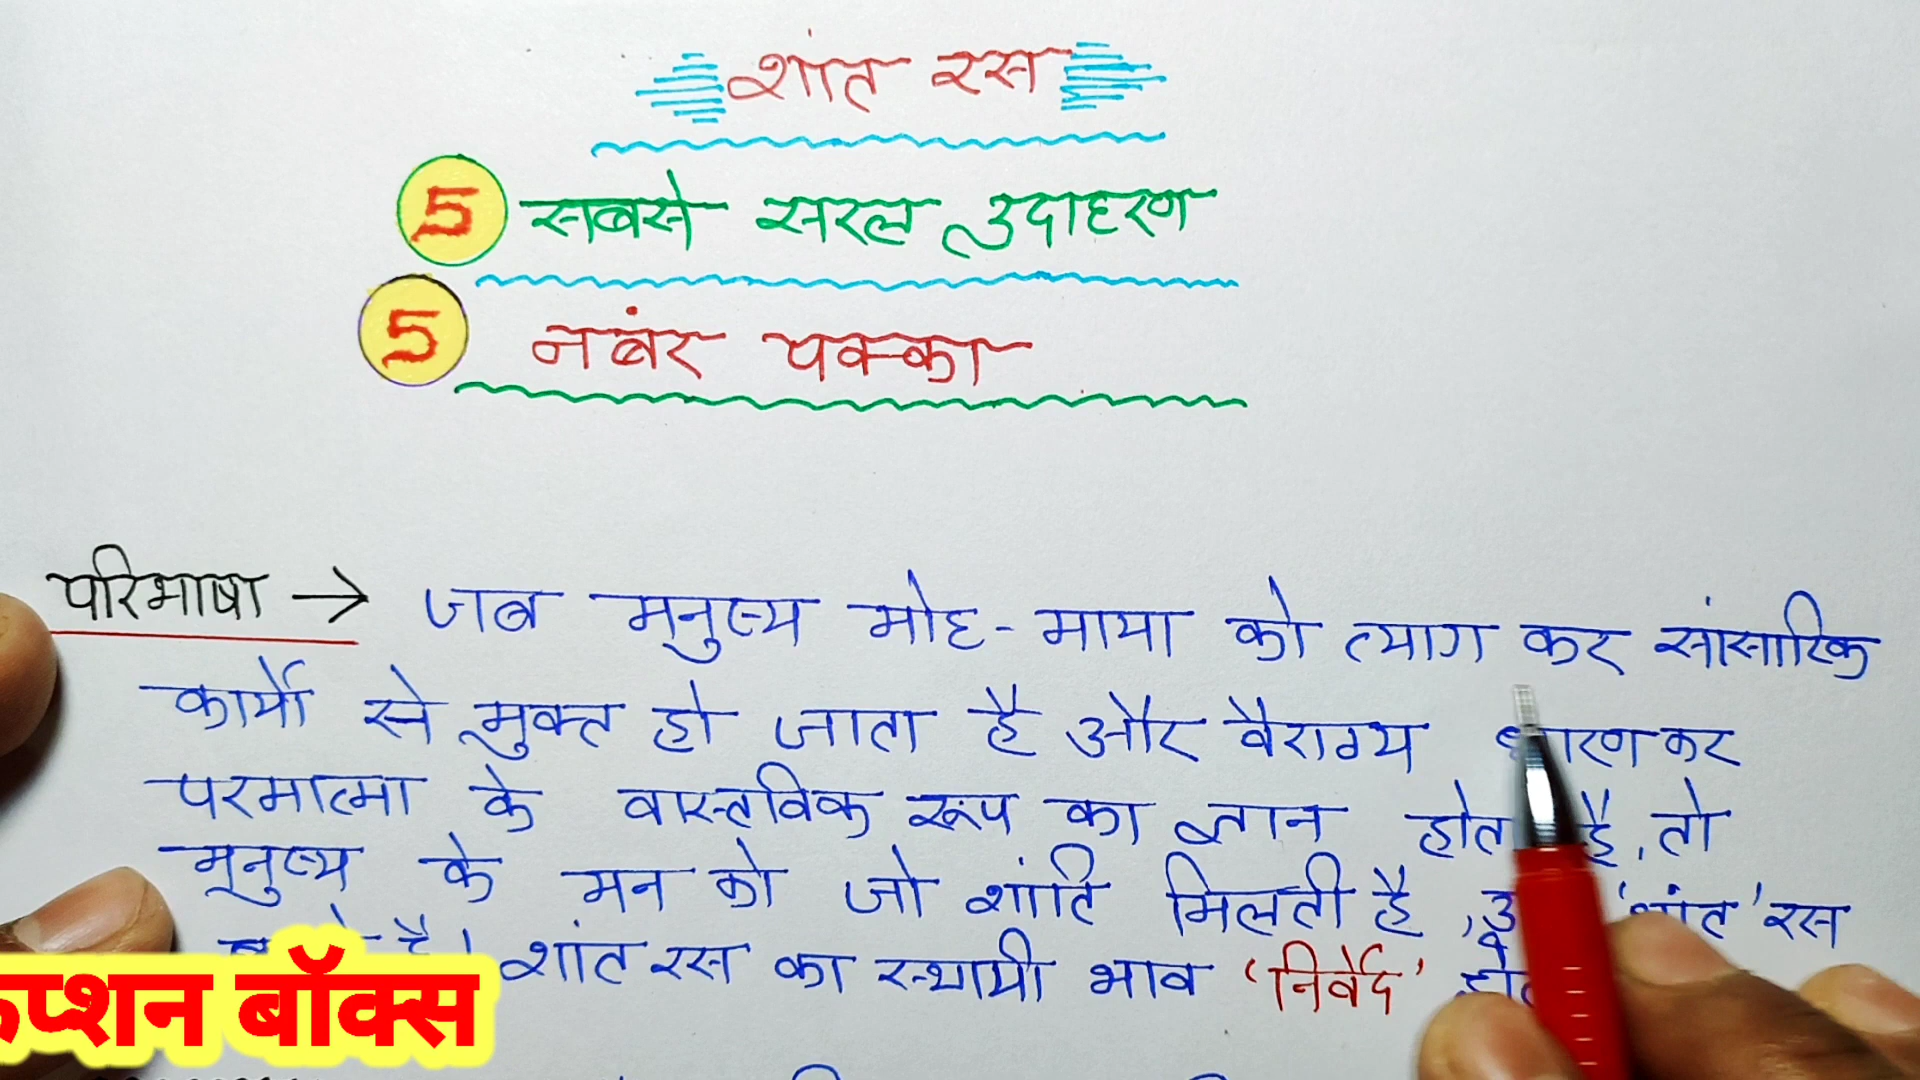 शांत रस
5 सबसे सरल उदाहरण
5 नबंर पक्का
परिभाषा → जब मनुष्य मोह-माया को त्याग कर सांसारिक
कार्यो से मुक्त हो जाता है और वैराग्य धारण कर
परमात्मा के वास्तविक रूप का ज्ञान है, तो
मनुष्य के मन को जो शांति मिलती है, 'शांत' रस
है। शांत रस का स्थायी भाव 'निर्वेद'
प्शन बॉक्स